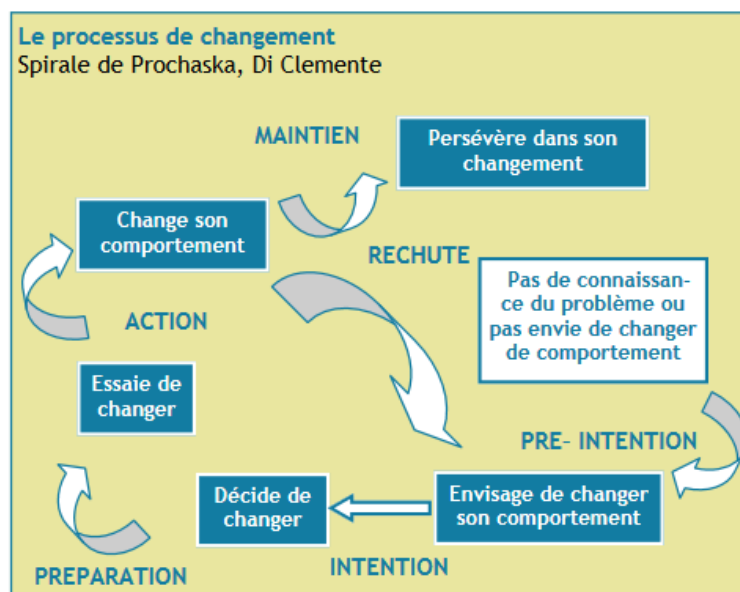 Le processus de changement
Spirale de Prochaska, Di Clemente
MAINTIEN
Persévère dans son
changement
Change son
comportement
RECHUTE
Pas de connaissan-
ce du problème ou
pas envie de changer
de comportement
ACTION
Essaie de
changer
PRE- INTENTION
Décide de
changer
Envisage de changer
son comportement
INTENTION
PREPARATION